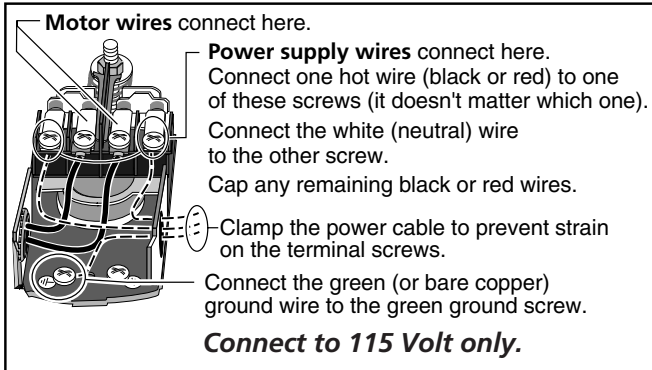 Motor wires connect here.
Power supply wires connect here.
Connect one hot wire (black or red) to one
of these screws (it doesn't matter which one).
Connect the white (neutral) wire
to the other screw.
Cap any remaining black or red wires.
Clamp the power cable to prevent strain
on the terminal screws.
Connect the green (or bare copper)
ground wire to the green ground screw.
Connect to 115 Volt only.